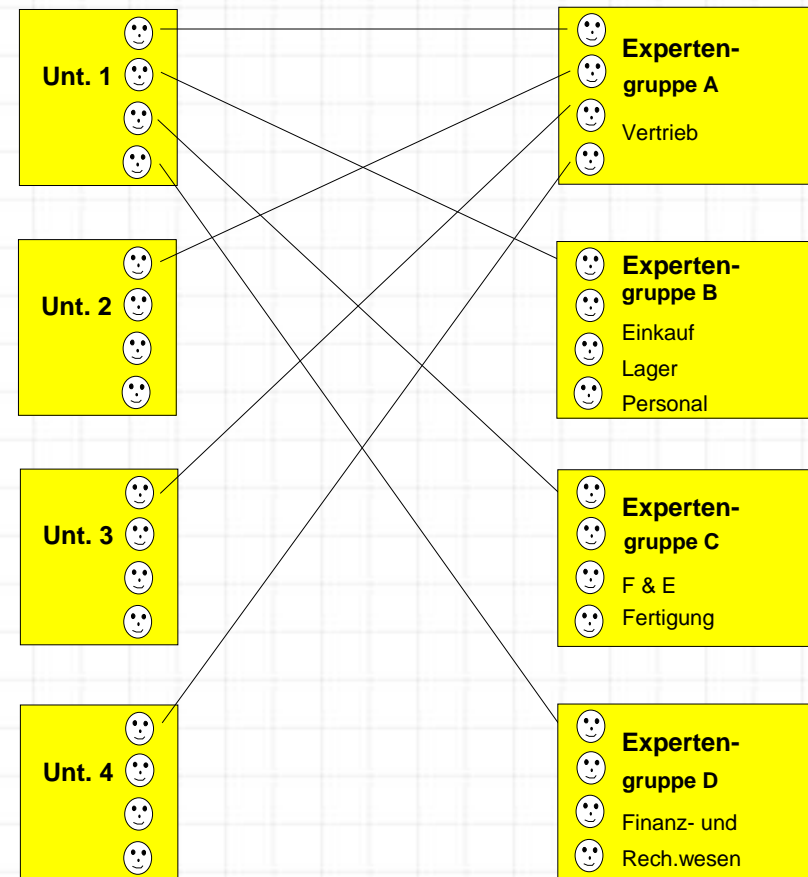 Unt. 1
Experten-
gruppe A
Vertrieb
Unt. 2
Experten-
gruppe B
Einkauf
Lager
Personal
Unt. 3
Experten-
gruppe C
F & E
Fertigung
Unt. 4
Experten-
gruppe D
Finanz- und
Rech.wesen